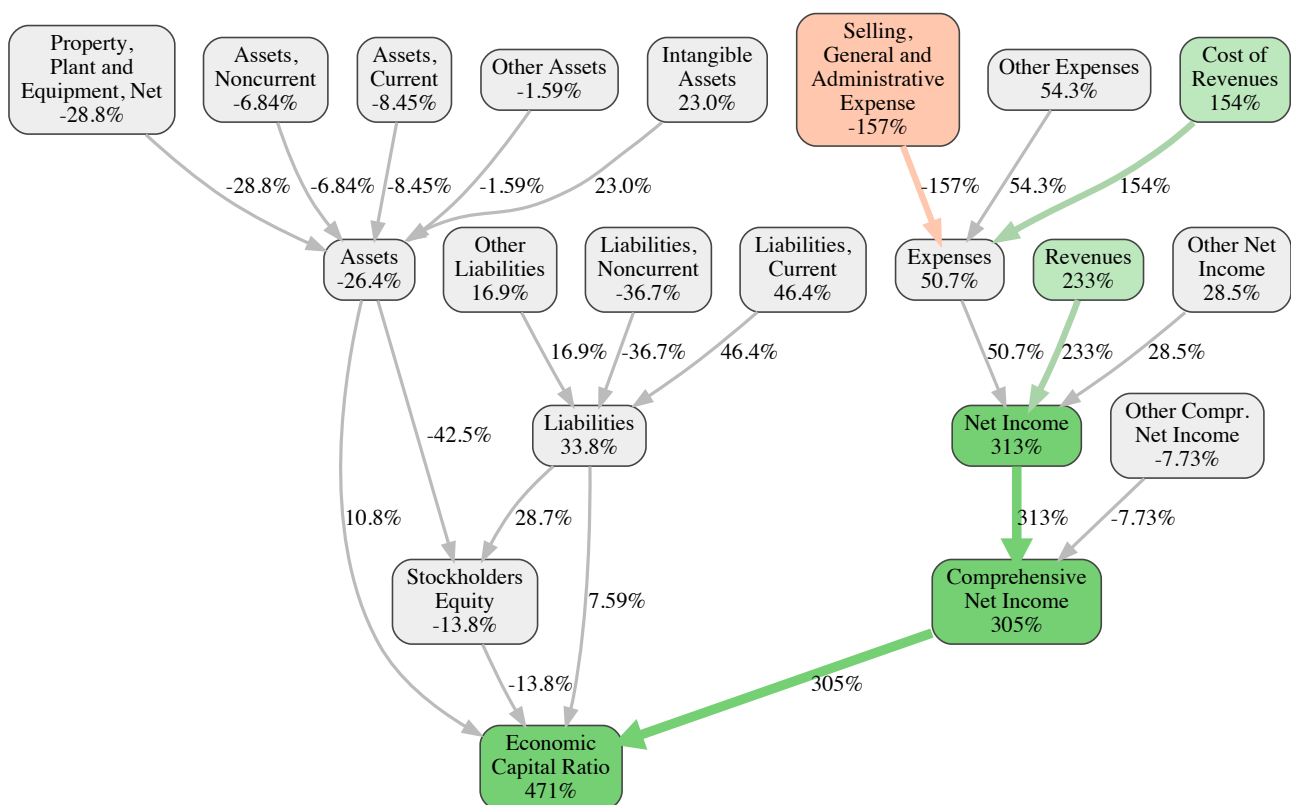 Property,
Plant and
Equipment, Net
-28.8%
Assets,
Noncurrent
-6.84%
Assets,
Current
-8.45%
Other Assets
-1.59%
Intangible
Assets
23.0%
Selling,
General and
Administrative
Expense
-157%
Other Expenses
54.3%
Cost of
Revenues
154%
-28.8%
-6.84%
-8.45%
-1.59%
23.0%
-157%
54.3%
154%
Assets
-26.4%
Other
Liabilities
16.9%
Liabilities,
Noncurrent
-36.7%
Liabilities,
Current
46.4%
Expenses
50.7%
Revenues
233%
Other Net
Income
28.5%
16.9%
-36.7%
46.4%
50.7%
233%
28.5%
-42.5%
Liabilities
33.8%
Net Income
313%
Other Compr.
Net Income
-7.73%
10.8%
28.7%
313%
-7.73%
Stockholders
Equity
-13.8%
7.59%
Comprehensive
Net Income
305%
-13.8%
305%
Economic
Capital Ratio
471%